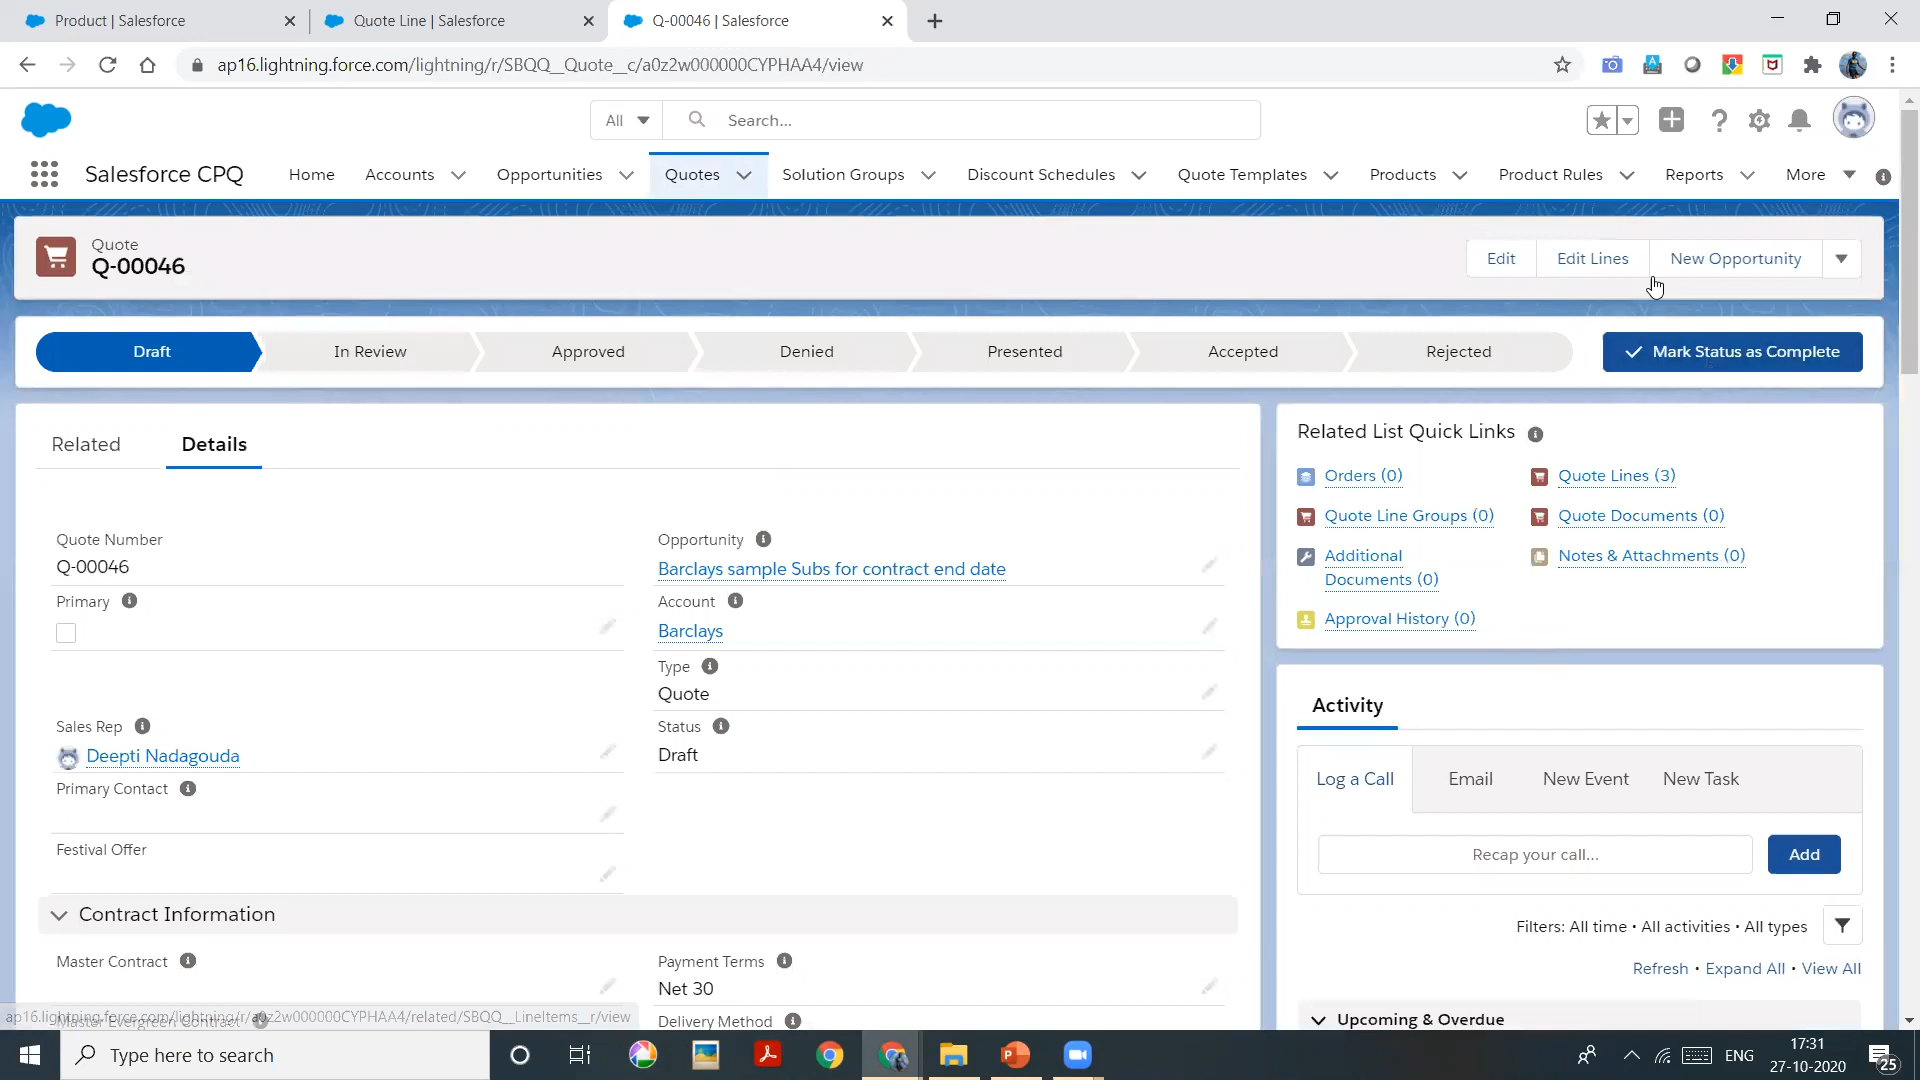 Product | Salesforce
Quote Line | Salesforce
Q-00046 | Salesforce
ap16.lightning.force.com/lightning/r/SBQQ__Quote__c/a0z2w000000CYPHAA4/view
All
Search...
Salesforce CPQ
Home
Accounts
Opportunities
Quotes
Solution Groups
Discount Schedules
Quote Templates
Products
Product Rules
Reports
More
Quote
Q-00046
Edit
Edit Lines
New Opportunity
Draft
In Review
Approved
Denied
Presented
Accepted
Rejected
Mark Status as Complete
Related
Details
Quote Number
Q-00046
Opportunity
Barclays sample Subs for contract end date
Primary
Account
Barclays
Type
Quote
Sales Rep
Deepti Nadagouda
Status
Draft
Primary Contact
Festival Offer
Contract Information
Master Contract
Payment Terms
Net 30
Master Evergreen Contract
Delivery Method
Related List Quick Links
Orders (0)
Quote Lines (3)
Quote Line Groups (0)
Quote Documents (0)
Additional
Documents (0)
Notes & Attachments (0)
Approval History (0)
Activity
Log a Call
Email
New Event
New Task
Recap your call...
Add
Filters: All time • All activities • All types
Refresh • Expand All • View All
Upcoming & Overdue
ap16.lightning.force.com/lightning/r/a0z2w000000CYPHAA4/related/SBQQ__LineItems__r/view
Type here to search
ENG
17:31
27-10-2020
25